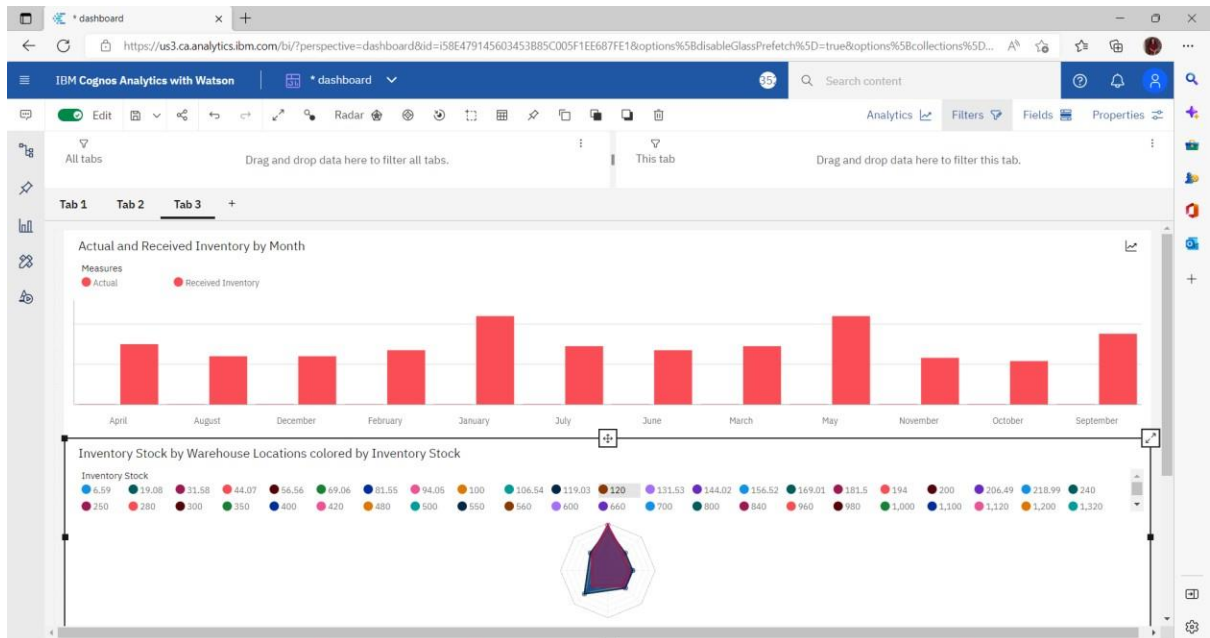 * dashboard
https://us3.ca.analytics.ibm.com/bi/?perspective=dashboard&id=i58E479145603453B85C005F1EE687FE1&options%5BdisableGlassPrefetch%5D=true&options%5Bcollections%5D...
IBM Cognos Analytics with Watson
* dashboard
35+
Search content
Edit
Radar
Analytics
Filters
Fields
Properties
All tabs
Drag and drop data here to filter all tabs.
This tab
Drag and drop data here to filter this tab.
Tab 1 Tab 2 Tab 3 +
Actual and Received Inventory by Month
Measures
Actual Received Inventory
April August December February January July June March May November October September
Inventory Stock by Warehouse Locations colored by Inventory Stock
Inventory Stock
6.59 19.08 31.58 44.07 56.56 69.06 81.55 94.05 100 106.54 119.03 120 131.53 144.02 156.52 169.01 181.5 194 200 206.49 218.99 240
250 280 300 350 400 420 480 500 550 560 600 660 700 800 840 960 980 1,000 1,100 1,120 1,200 1,320